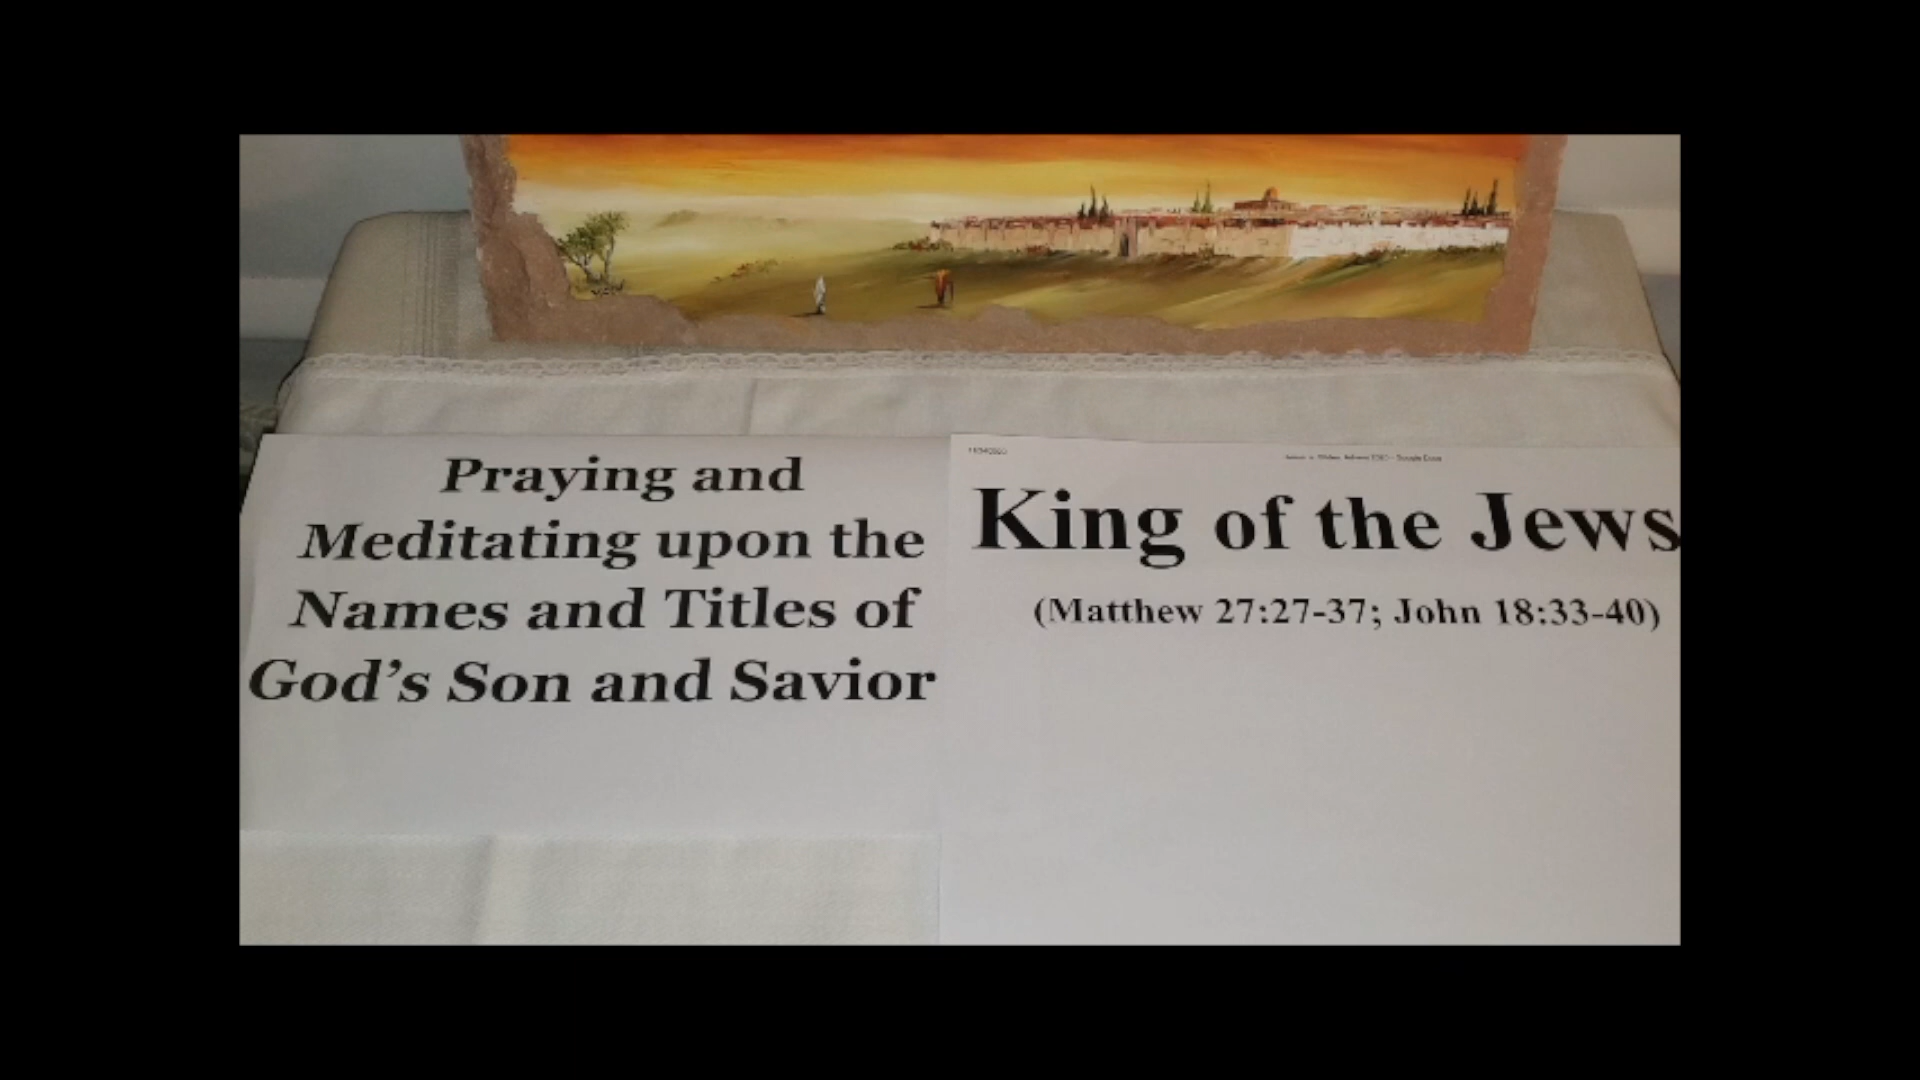 Praying and
Meditating upon the
Names and Titles of
God's Son and Savior
King of the Jews
(Matthew 27:27-37; John 18:33-40)